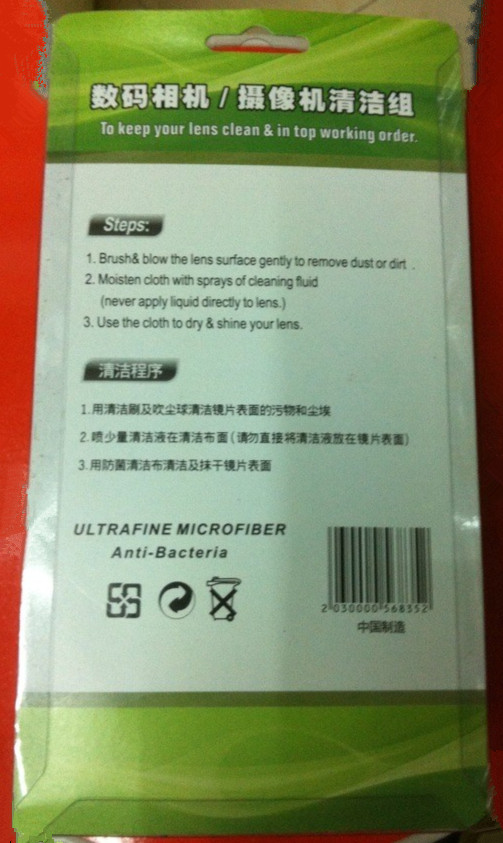 数码相机/摄像机清洁组
To keep your lens clean & in top working order.
Steps:
1. Brush& blow the lens surface gently to remove dust or dirt .
2. Moisten cloth with sprays of cleaning fluid
(never apply liquid directly to lens.)
3. Use the cloth to dry & shine your lens.
清洁程序
1.用清洁刷及吹尘球清洁镜片表面的污物和尘埃
2.喷少量清洁液在清洁布面(请勿直接将清洁液放在镜片表面)
3.用防菌清洁布清洁及抹干镜片表面
ULTRAFINE MICROFIBER
Anti-Bacteria
2 030000 568352
中国制造